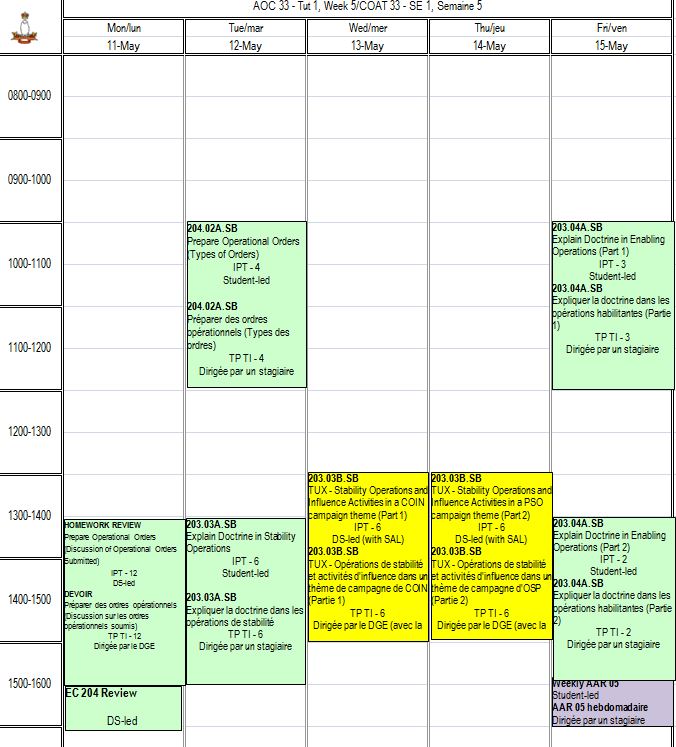 AOC 33 - Tut 1, Week 5/COAT 33 - SE 1, Semaine 5
Mon/lun
Tue/mar
Wed/mer
Thu/jeu
Fri/ven
11-May
12-May
13-May
14-May
15-May
0800-0900
0900-1000
1000-1100
1100-1200
1200-1300
1300-1400
1400-1500
1500-1600
HOMEWORK REVIEW
Prepare Operational Orders
(Discussion of Operational Orders
Submitted)
IPT - 12
DS-led
DEVOIR
Préparer des ordres opérationnels
(Discussion sur les ordres
opérationnels soumis)
TP TI - 12
Dirigée par le DGE
EC 204 Review
DS-led
204.02A.SB
Prepare Operational Orders
(Types of Orders)
IPT - 4
Student-led
204.02A.SB
Préparer des ordres
opérationnels (Types des
ordres)
TP TI - 4
Dirigée par un stagiaire
203.03A.SB
Explain Doctrine in Stability
Operations
IPT - 6
Student-led
203.03A.SB
Expliquer la doctrine dans les
opérations de stabilité
TP TI - 6
Dirigée par un stagiaire
203.03B.SB
TUX - Stability Operations and
Influence Activities in a COIN
campaign theme (Part 1)
IPT - 6
DS-led (with SAL)
203.03B.SB
TUX - Opérations de stabilité
et activités d'influence dans un
thème de campagne de COIN
(Partie 1)
TP TI - 6
Dirigée par le DGE (avec la
203.03B.SB
TUX - Stability Operations and
Influence Activities in a PSO
campaign theme (Part 2)
IPT - 6
DS-led (with SAL)
203.03B.SB
TUX - Opérations de stabilité
et activités d'influence dans un
thème de campagne d'OSP
(Partie 2)
TP TI - 6
Dirigée par le DGE (avec la
203.04A.SB
Explain Doctrine in Enabling
Operations (Part 1)
IPT - 3
Student-led
203.04A.SB
Expliquer la doctrine dans les
opérations habilitantes (Partie
1)
TP TI - 3
Dirigée par un stagiaire
203.04A.SB
Explain Doctrine in Enabling
Operations (Part 2)
IPT - 2
Student-led
203.04A.SB
Expliquer la doctrine dans les
opérations habilitantes (Partie
2)
TP TI - 2
Dirigée par un stagiaire
Weekly AAR 05
Student-led
AAR 05 hebdomadaire
Dirigée par un stagiaire